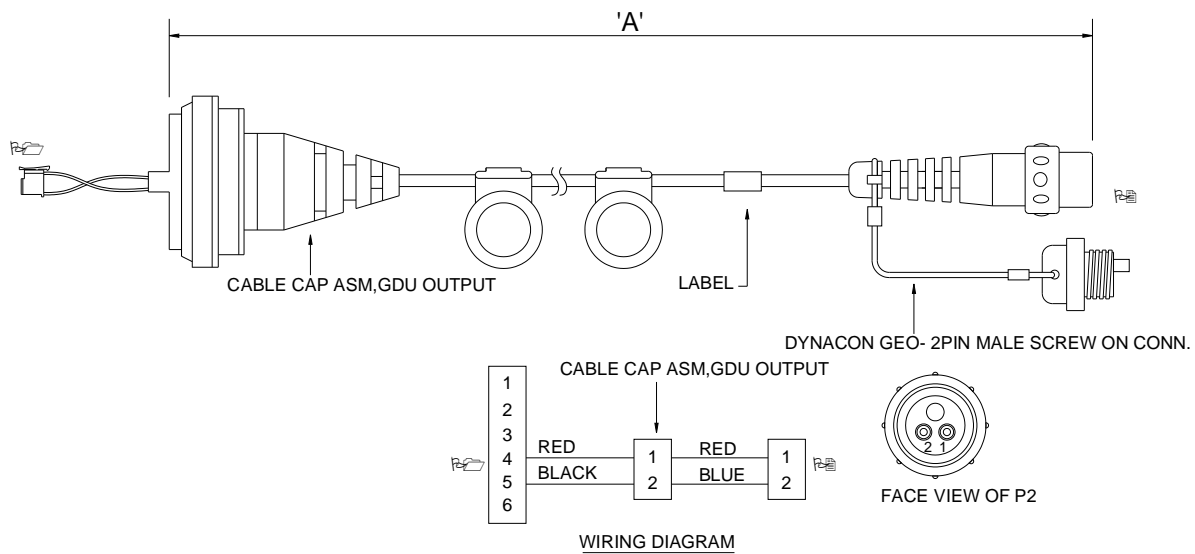 'A'
CABLE CAP ASM,GDU OUTPUT
LABEL
DYNACON GEO- 2PIN MALE SCREW ON CONN.
CABLE CAP ASM,GDU OUTPUT
1
2
3
4
5
6
RED
BLACK
1
2
RED
BLUE
1
2
2 1
FACE VIEW OF P2
WIRING DIAGRAM